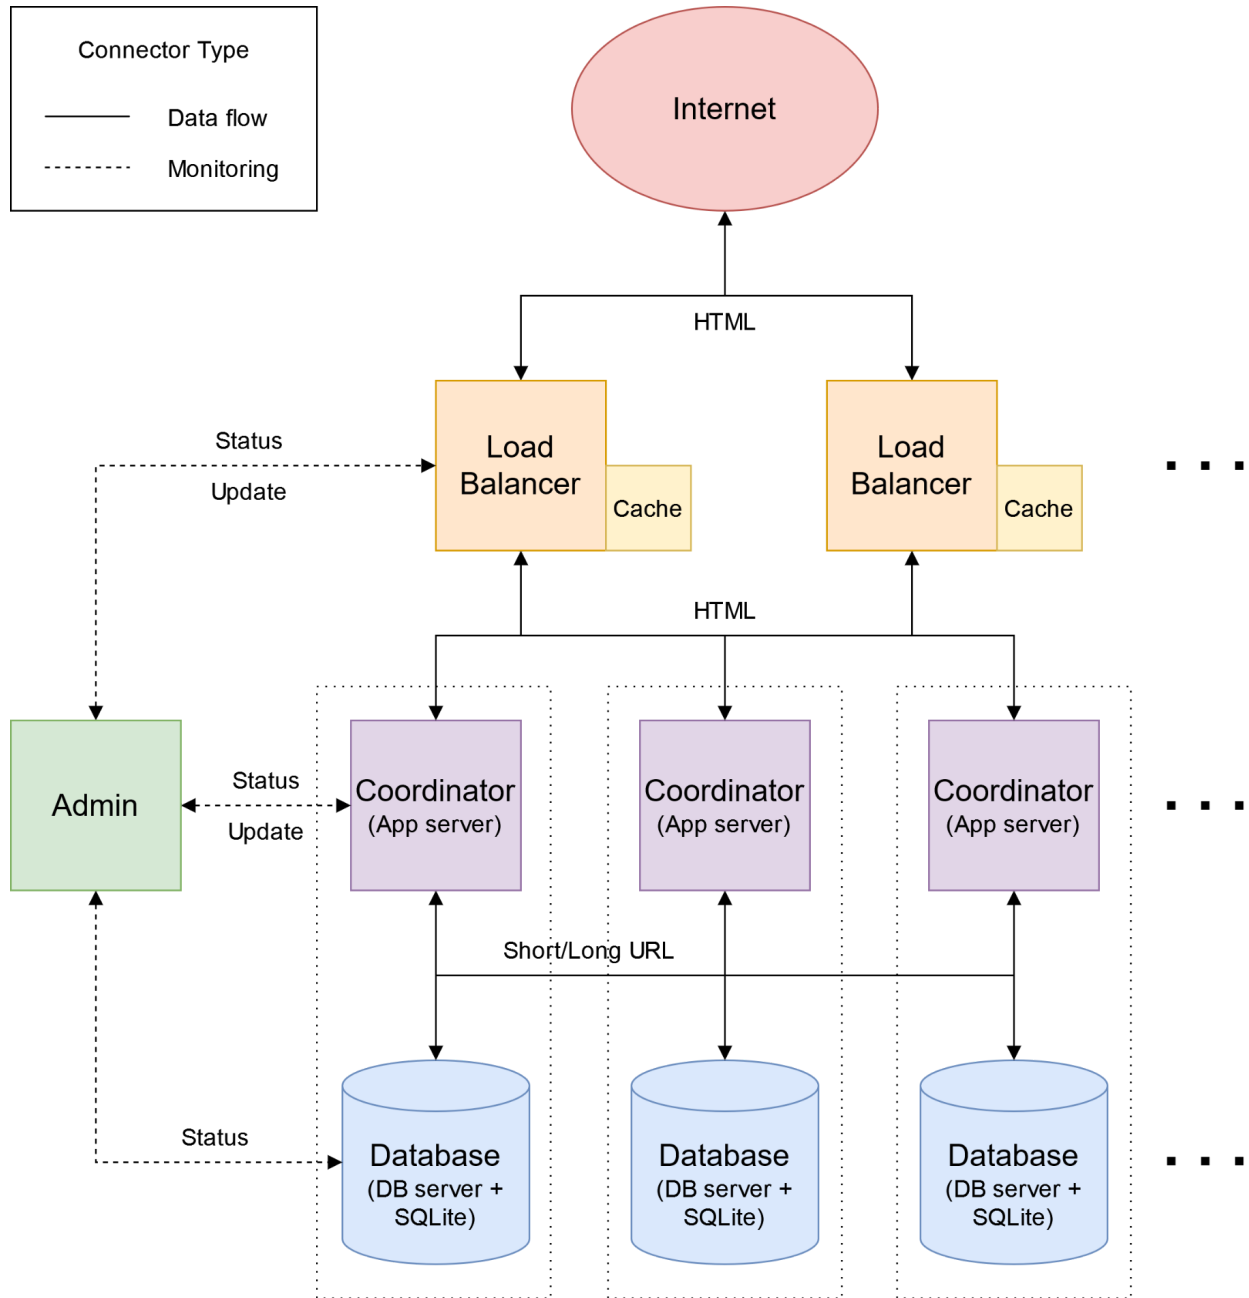 Connector Type
Data flow
Monitoring
Internet
HTML
Load
Balancer
Cache
Load
Balancer
Cache
Status
Update
. . .
HTML
Admin
Status
Update
Coordinator
(App server)
Coordinator
(App server)
Coordinator
(App server)
. . .
Short/Long URL
Status
Database
(DB server +
SQLite)
Database
(DB server +
SQLite)
Database
(DB server +
SQLite)
. . .